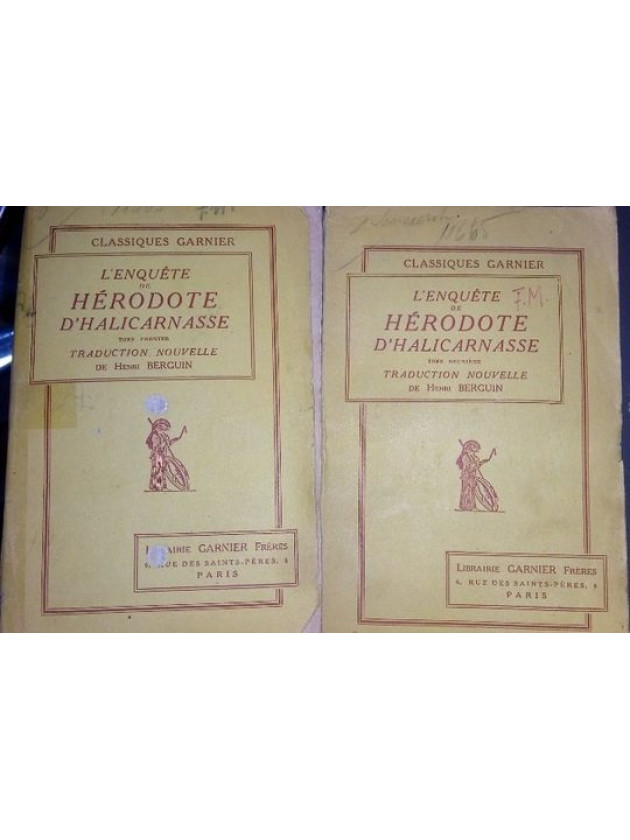 F.M.
CLASSIQUES GARNIER
L'ENQUÊTE
DE
HÉRODOTE
D'HALICARNASSE
TOME PREMIER
TRADUCTION NOUVELLE
DE HENRI BERGUIN
LIBRAIRIE GARNIER FRÈRES
6, RUE DES SAINTS-PÈRES, 6
PARIS
11665
CLASSIQUES GARNIER
L'ENQUÊTE F.M.
DE
HÉRODOTE
D'HALICARNASSE
TOME DEUXIÈME
TRADUCTION NOUVELLE
DE HENRI BERGUIN
LIBRAIRIE GARNIER FRÈRES
6, RUE DES SAINTS-PÈRES, 6
PARIS